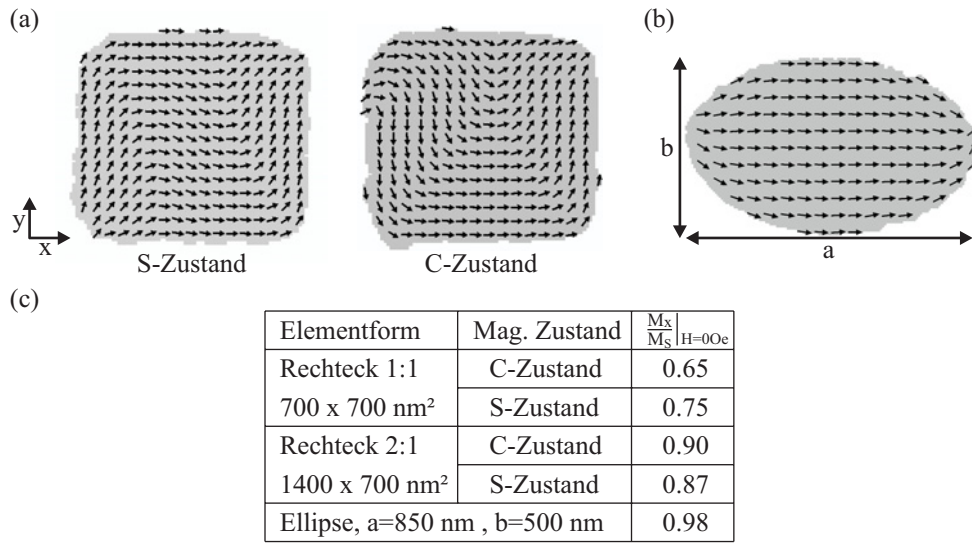 (a)
(b)
y
x
S-Zustand
C-Zustand
b
a
(c)
Elementform Mag. Zustand Mx/MS|H=0Oe
Rechteck 1:1 C-Zustand 0.65
700 x 700 nm² S-Zustand 0.75
Rechteck 2:1 C-Zustand 0.90
1400 x 700 nm² S-Zustand 0.87
Ellipse, a=850 nm , b=500 nm 0.98